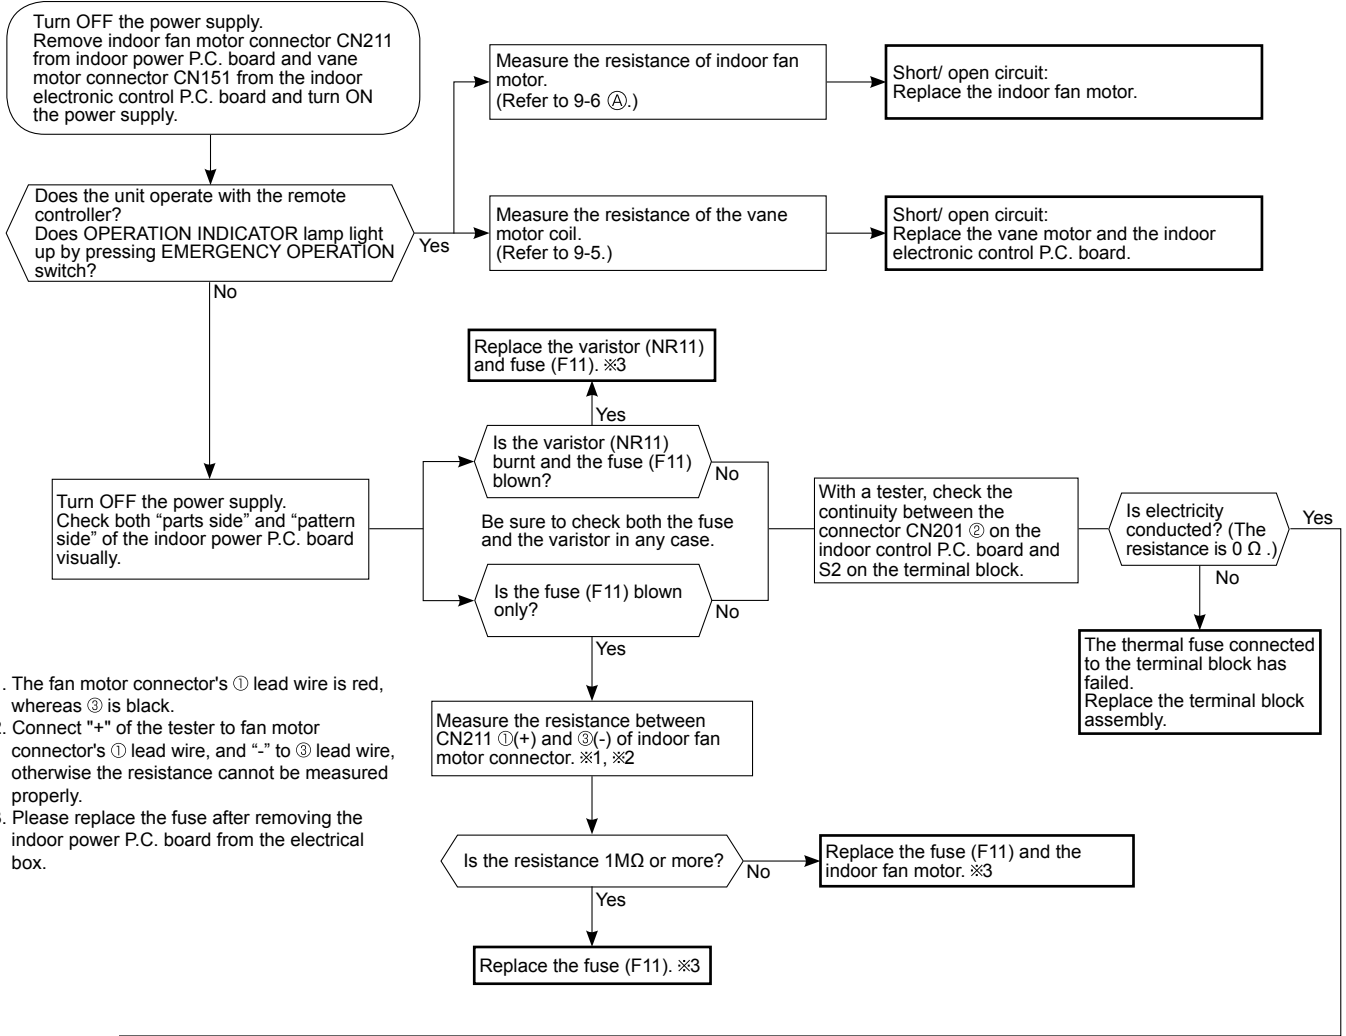 Turn OFF the power supply.
Remove indoor fan motor connector CN211
from indoor power P.C. board and vane
motor connector CN151 from the indoor
electronic control P.C. board and turn ON
the power supply.
Measure the resistance of indoor fan
motor.
(Refer to 9-6 Ⓐ.)
Short/ open circuit:
Replace the indoor fan motor.
Does the unit operate with the remote
controller?
Does OPERATION INDICATOR lamp light
up by pressing EMERGENCY OPERATION
switch?
Yes
Measure the resistance of the vane
motor coil.
(Refer to 9-5.)
Short/ open circuit:
Replace the vane motor and the indoor
electronic control P.C. board.
No
Replace the varistor (NR11)
and fuse (F11). ※3
Yes
Is the varistor (NR11)
burnt and the fuse (F11)
blown?
No
Turn OFF the power supply.
Check both “parts side” and “pattern
side” of the indoor power P.C. board
visually.
Be sure to check both the fuse
and the varistor in any case.
With a tester, check the
continuity between the
connector CN201 ② on the
indoor control P.C. board and
S2 on the terminal block.
Is electricity
conducted? (The
resistance is 0 Ω .)
Yes
No
Is the fuse (F11) blown
only?
No
Yes
The thermal fuse connected
to the terminal block has
failed.
Replace the terminal block
assembly.
. The fan motor connector's ① lead wire is red,
whereas ③ is black.
2. Connect "+" of the tester to fan motor
connector's ① lead wire, and “-” to ③ lead wire,
otherwise the resistance cannot be measured
properly.
3. Please replace the fuse after removing the
indoor power P.C. board from the electrical
box.
Measure the resistance between
CN211 ①(+) and ③(-) of indoor fan
motor connector. ※1, ※2
Is the resistance 1MΩ or more?
No
Replace the fuse (F11) and the
indoor fan motor. ※3
Yes
Replace the fuse (F11). ※3